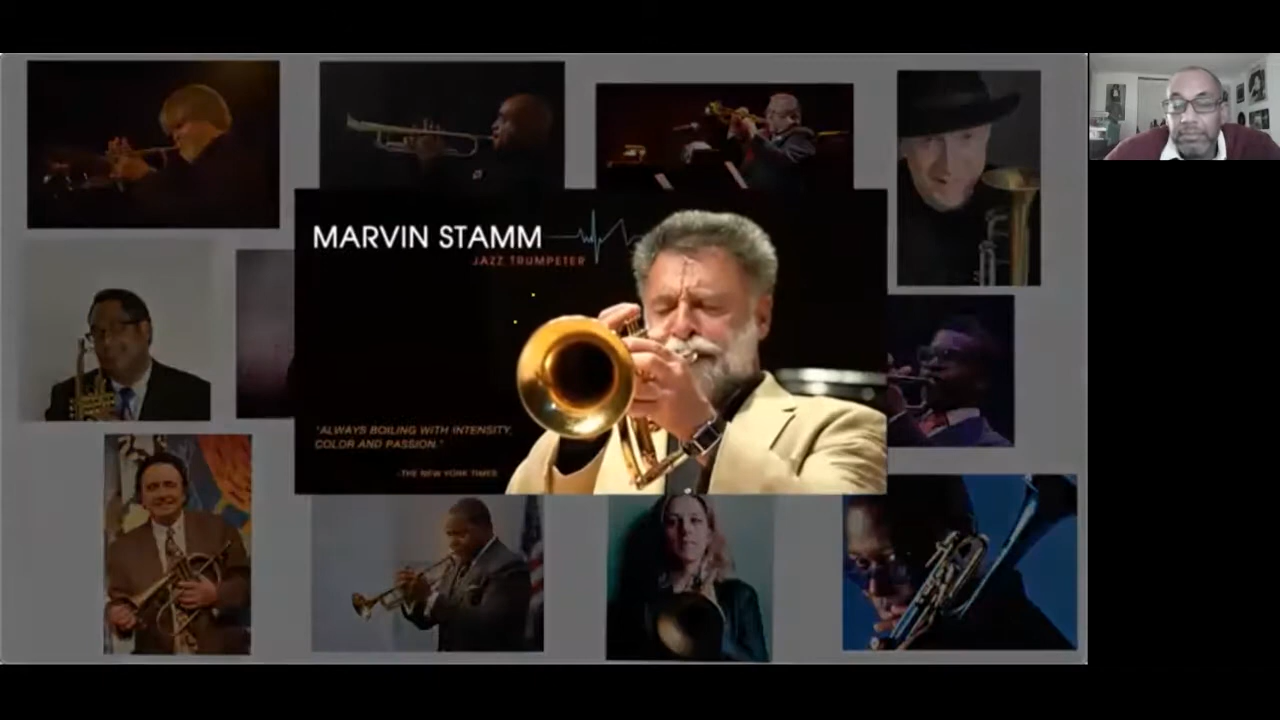 MARVIN STAMM
JAZZ TRUMPETER
"ALWAYS BOILING WITH INTENSITY,
COLOR AND PASSION."
-THE NEW YORK TIMES